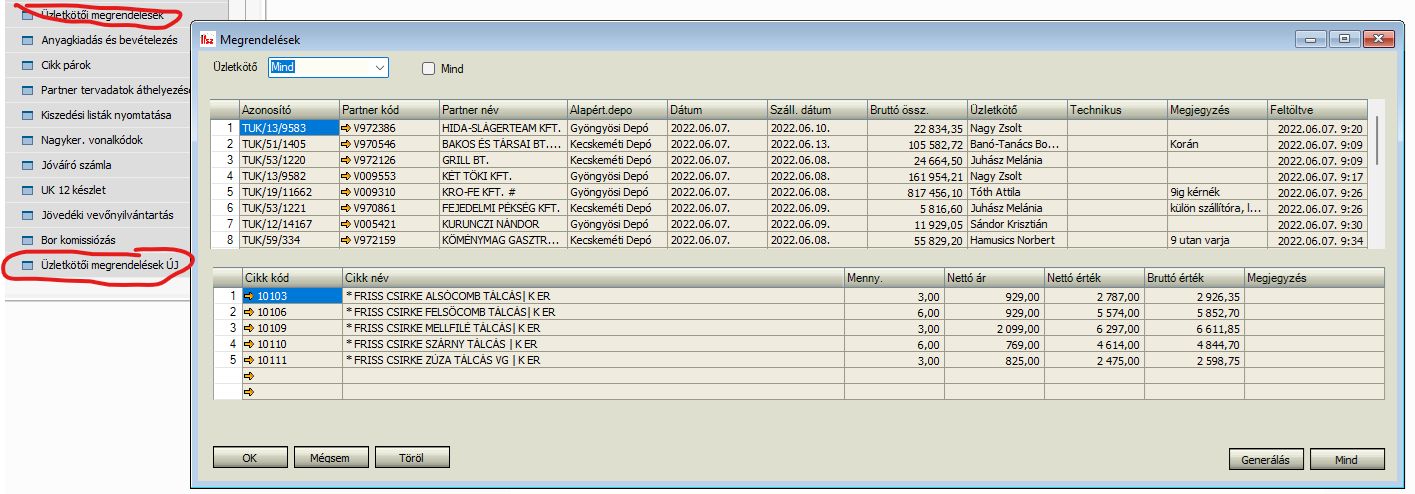 Üzletkötői megrendelések
Anyagkiadás és bevételezés
Cikk párok
Partner tervadatok áthelyezése
Kiszedési listák nyomtatása
Nagyker. vonalkódok
Jóváíró számla
UK 12 készlet
Jövedéki vevőnyilvántartás
Bor komissiózás
Üzletkötői megrendelések ÚJ
Megrendelések
Üzletkötő Mind Mind
Azonosító Partner kód Partner név Alapért.depo Dátum Száll. dátum Bruttó össz. Üzletkötő Technikus Megjegyzés Feltöltve
1 TUK/13/9583 V972386 HIDA-SLÁGERTEAM KFT. Gyöngyösi Depó 2022.06.07. 2022.06.10. 22 834,35 Nagy Zsolt 2022.06.07. 9:20
2 TUK/51/1405 V970546 BAKOS ÉS TÁRSAI BT.... Kecskeméti Depó 2022.06.07. 2022.06.13. 105 582,72 Banó-Tanács Bo... Korán 2022.06.07. 9:09
3 TUK/53/1220 V972126 GRILL BT. Kecskeméti Depó 2022.06.07. 2022.06.08. 24 664,50 Juhász Melánia 2022.06.07. 9:09
4 TUK/13/9582 V009553 KÉT TÖKI KFT. Gyöngyösi Depó 2022.06.07. 2022.06.08. 161 954,21 Nagy Zsolt 2022.06.07. 9:17
5 TUK/19/11662 V009310 KRO-FE KFT. # Gyöngyösi Depó 2022.06.07. 2022.06.08. 817 456,10 Tóth Attila 9ig kérnék 2022.06.07. 9:26
6 TUK/53/1221 V970861 FEJEDELMI PÉKSÉG KFT. Kecskeméti Depó 2022.06.07. 2022.06.09. 5 816,60 Juhász Melánia külön szállítóra, l... 2022.06.07. 9:26
7 TUK/12/14167 V005421 KURUNCZI NÁNDOR Gyöngyösi Depó 2022.06.07. 2022.06.09. 11 929,05 Sándor Krisztián 2022.06.07. 9:30
8 TUK/59/334 V972159 KÖMÉNYMAG GASZTR... Kecskeméti Depó 2022.06.07. 2022.06.08. 55 829,20 Hamusics Norbert 9 utan varja 2022.06.07. 9:34
Cikk kód Cikk név Menny. Nettó ár Nettó érték Bruttó érték Megjegyzés
1 10103 * FRISS CSIRKE ALSÓCOMB TÁLCÁS| K ER 3,00 929,00 2 787,00 2 926,35
2 10106 * FRISS CSIRKE FELSŐCOMB TÁLCÁS| K ER 6,00 929,00 5 574,00 5 852,70
3 10109 * FRISS CSIRKE MELLFILÉ TÁLCÁS| K ER 3,00 2 099,00 6 297,00 6 611,85
4 10110 * FRISS CSIRKE SZÁRNY TÁLCÁS | K ER 6,00 769,00 4 614,00 4 844,70
5 10111 * FRISS CSIRKE ZÚZA TÁLCÁS VG | K ER 3,00 825,00 2 475,00 2 598,75
OK Mégsem Töröl Generálás Mind